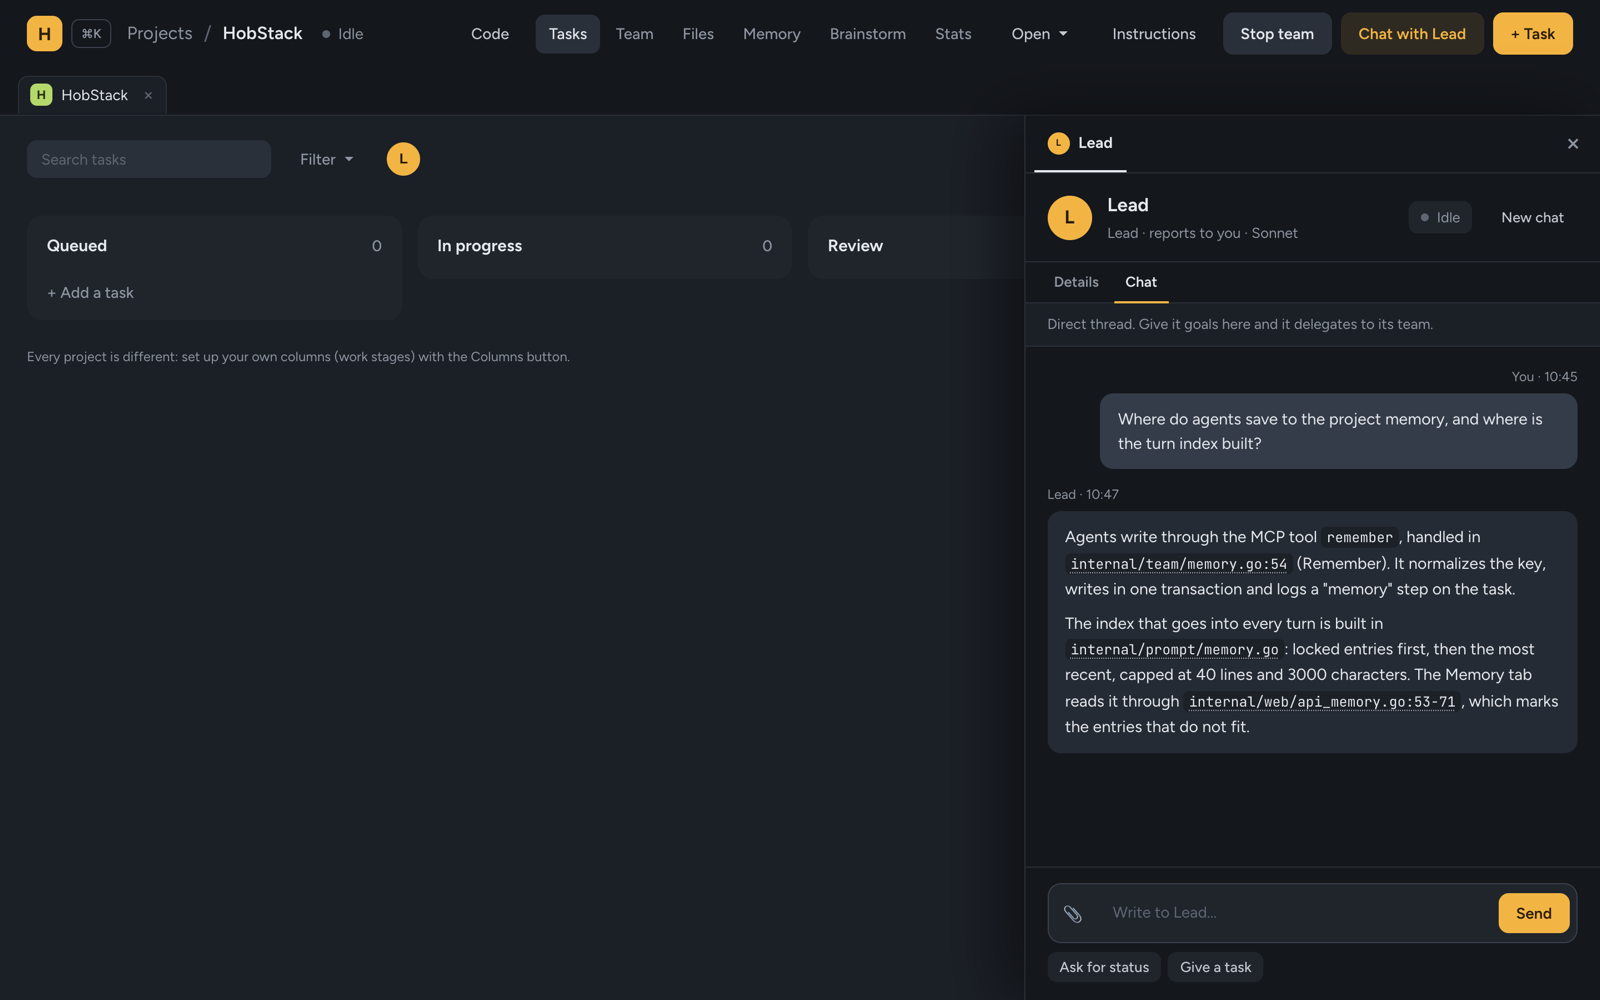 H ⌘K Projects / HobStack Idle Code Tasks Team Files Memory Brainstorm Stats Open Instructions Stop team Chat with Lead + Task
H HobStack ×
Search tasks Filter L
Queued 0
+ Add a task
In progress 0
Review
Every project is different: set up your own columns (work stages) with the Columns button.
L Lead ×
L Lead
Lead · reports to you · Sonnet
Idle New chat
Details Chat
Direct thread. Give it goals here and it delegates to its team.
You · 10:45
Where do agents save to the project memory, and where is
the turn index built?
Lead · 10:47
Agents write through the MCP tool remember, handled in
internal/team/memory.go:54 (Remember). It normalizes the key,
writes in one transaction and logs a "memory" step on the task.
The index that goes into every turn is built in
internal/prompt/memory.go: locked entries first, then the most
recent, capped at 40 lines and 3000 characters. The Memory tab
reads it through internal/web/api_memory.go:53-71, which marks
the entries that do not fit.
Write to Lead... Send
Ask for status Give a task